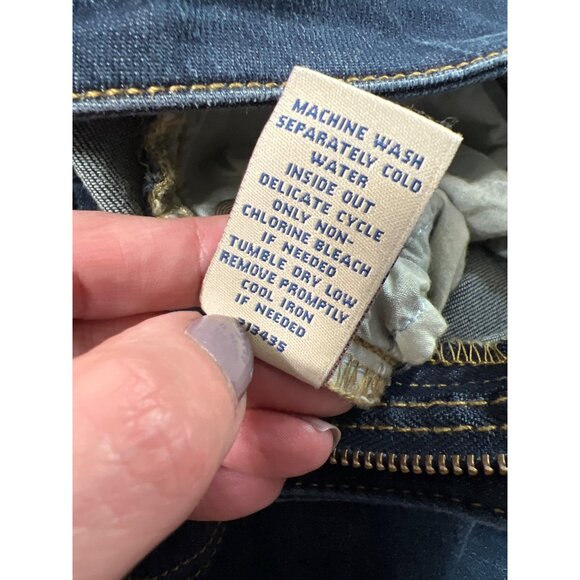 MACHINE WASH
SEPARATELY COLD
WATER
INSIDE OUT
DELICATE CYCLE
ONLY NON-
CHLORINE BLEACH
IF NEEDED
TUMBLE DRY LOW
REMOVE PROMPTLY
COOL IRON
IF NEEDED
213435